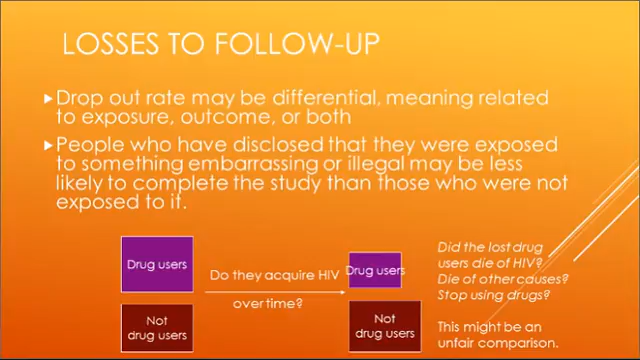 LOSSES TO FOLLOW-UP
Drop out rate may be differential, meaning related
to exposure, outcome, or both
People who have disclosed that they were exposed
to something embarrassing or illegal may be less
likely to complete the study than those who were not
exposed to it.
Drug users
Not
drug users
Do they acquire HIV
over time?
Drug users
Not
drug users
Did the lost drug
users die of HIV?
Die of other causes?
Stop using drugs?
This might be an
unfair comparison.